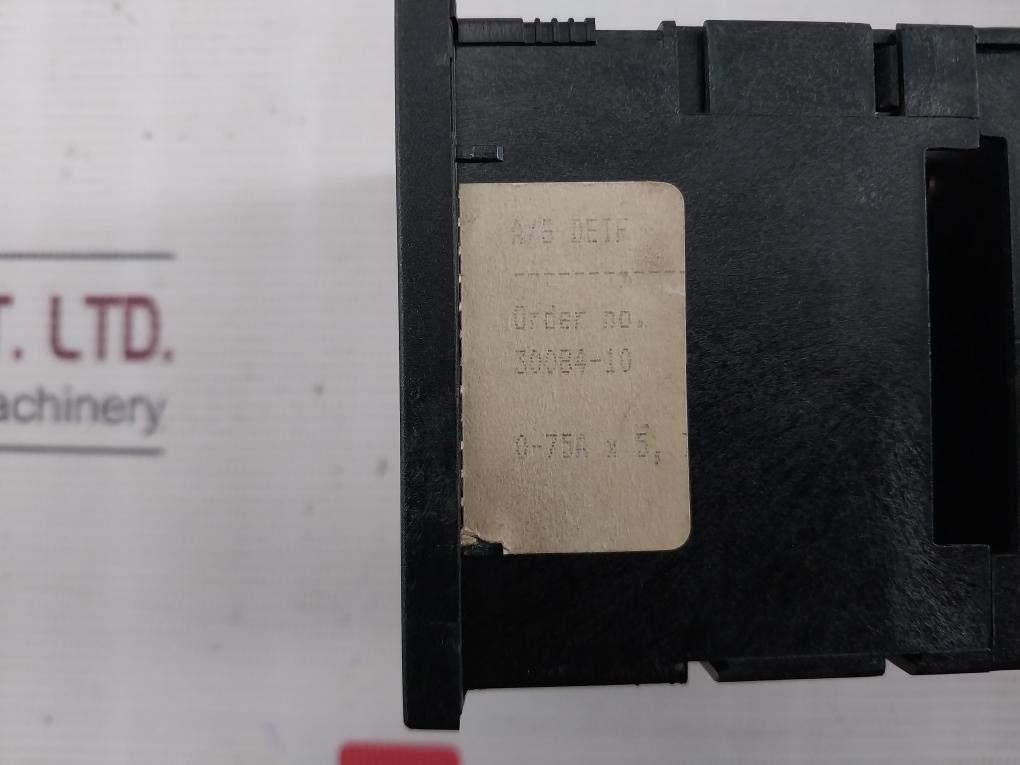 A/S DEIF
--------------------
Order no.
30084-10
0-75A x 5,
T. LTD.
achinery